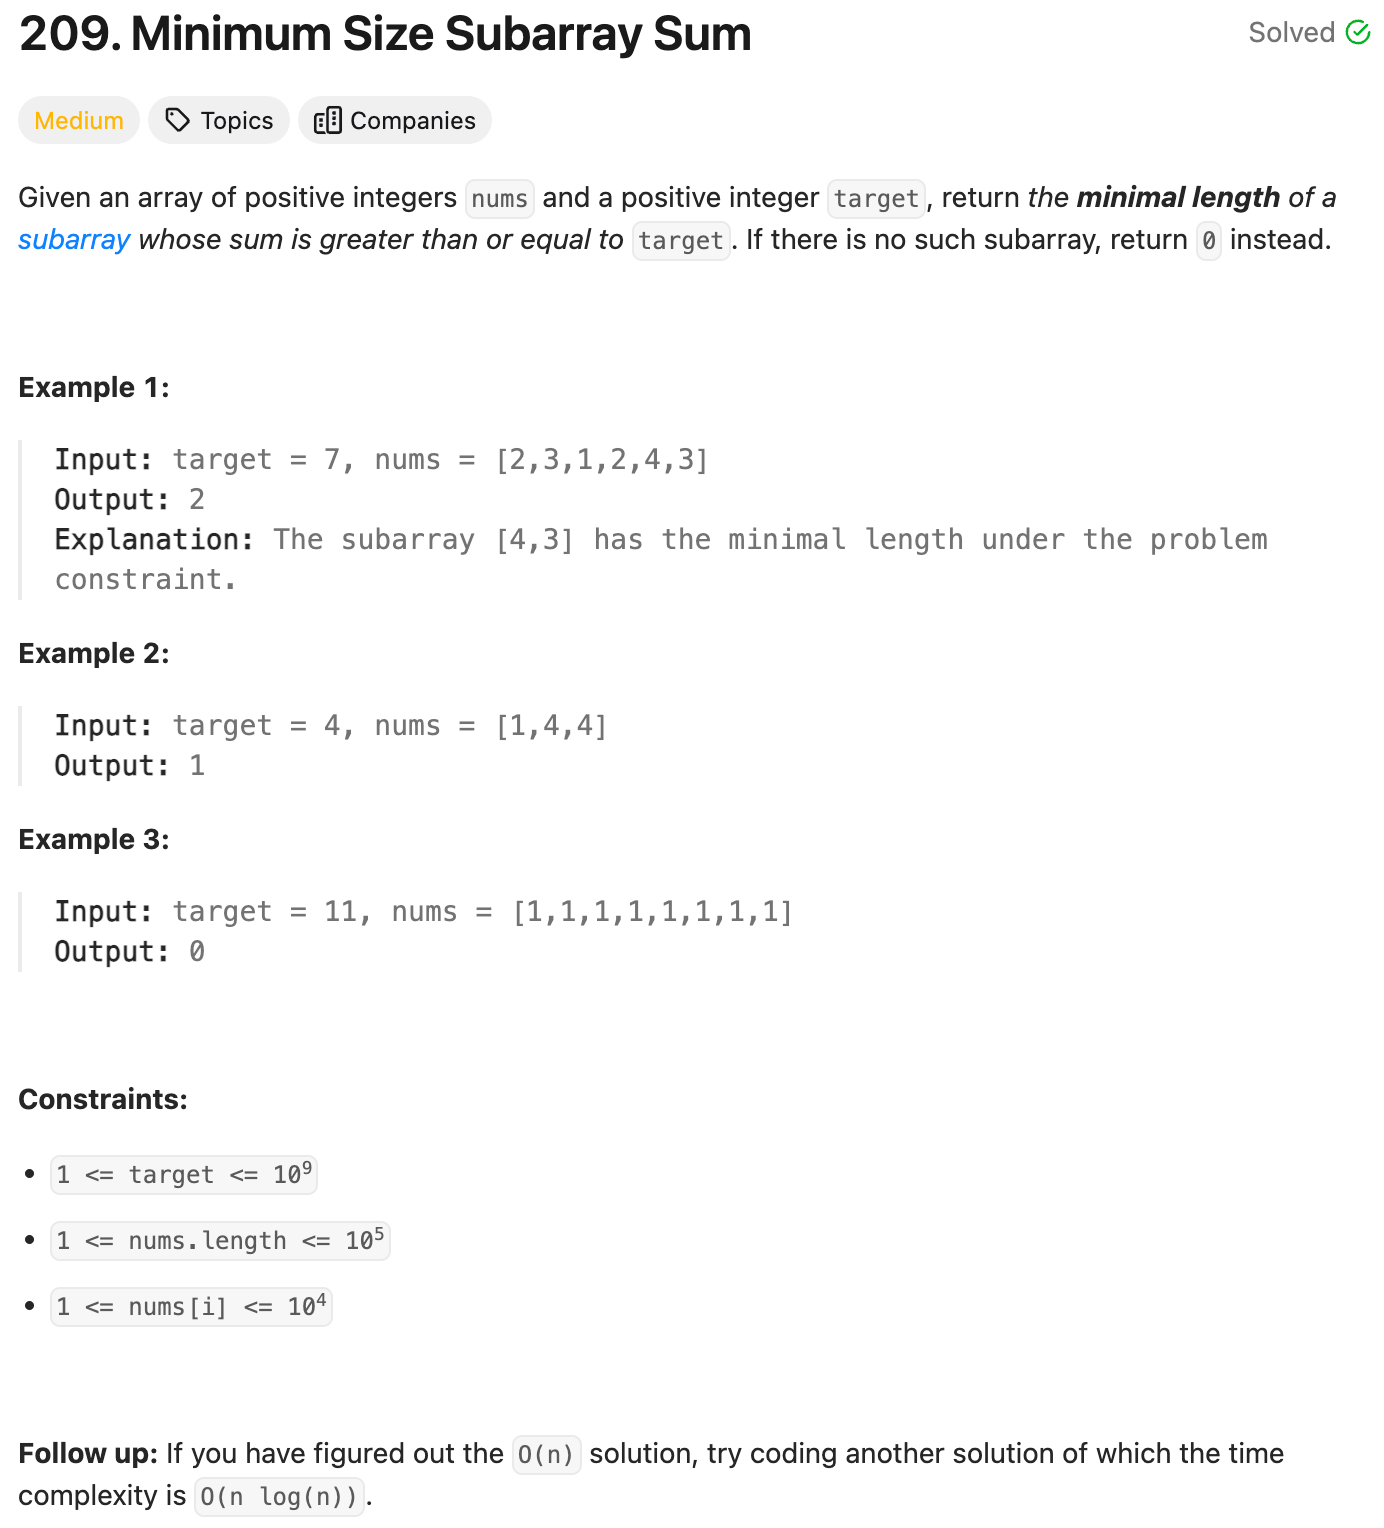 209. Minimum Size Subarray Sum
Solved
Medium Topics Companies
Given an array of positive integers nums and a positive integer target, return the minimal length of a
subarray whose sum is greater than or equal to target. If there is no such subarray, return 0 instead.
Example 1:
Input: target = 7, nums = [2,3,1,2,4,3]
Output: 2
Explanation: The subarray [4,3] has the minimal length under the problem
constraint.
Example 2:
Input: target = 4, nums = [1,4,4]
Output: 1
Example 3:
Input: target = 11, nums = [1,1,1,1,1,1,1,1]
Output: 0
Constraints:
• 1 <= target <= 10⁹
• 1 <= nums.length <= 10⁵
• 1 <= nums[i] <= 10⁴
Follow up: If you have figured out the O(n) solution, try coding another solution of which the time
complexity is O(n log(n)).